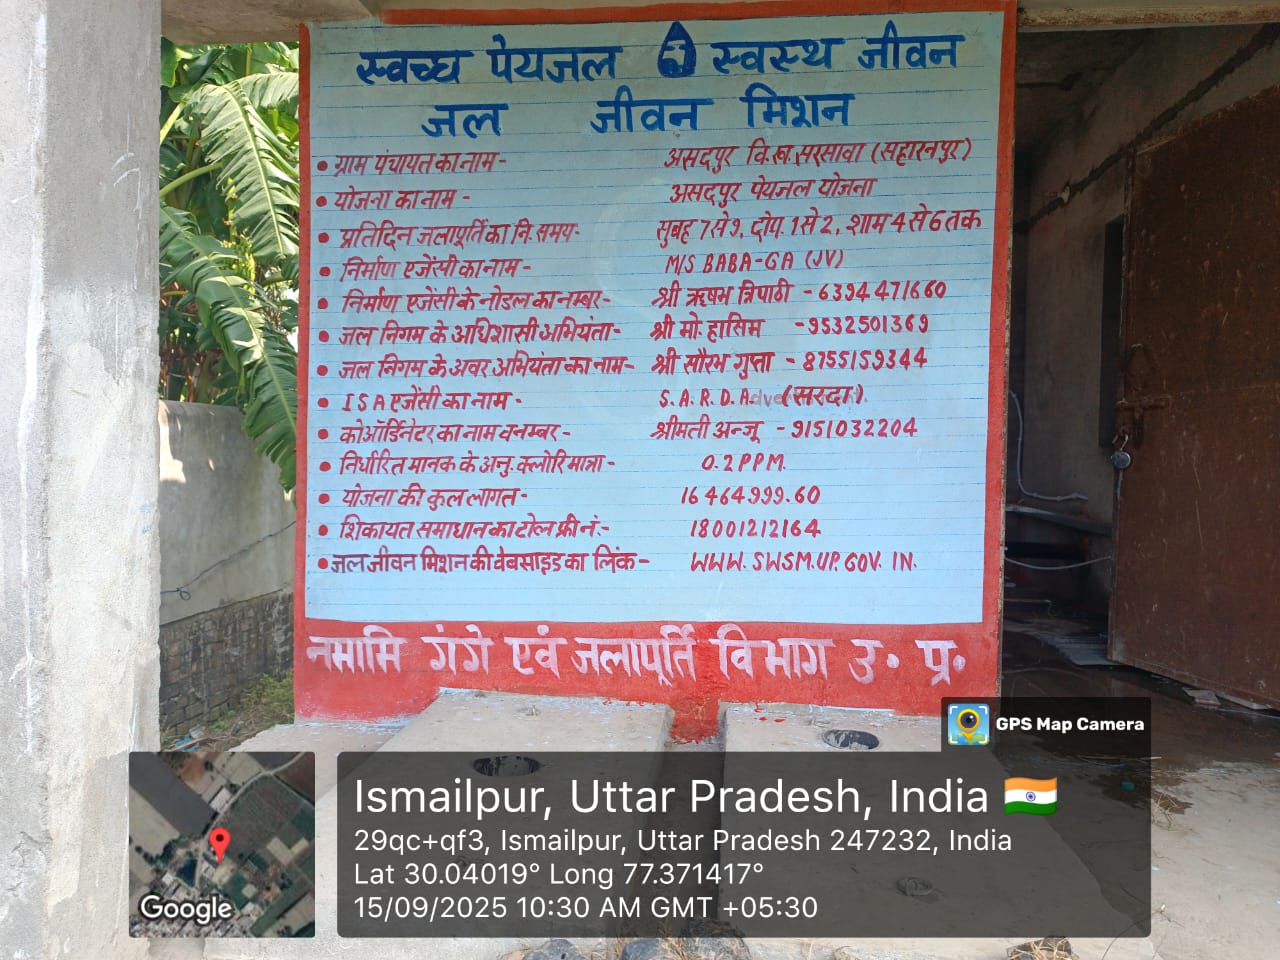 स्वच्छ पेयजल स्वस्थ जीवन
जल जीवन मिशन
• ग्राम पंचायत का नाम - असदपुर वि.ख. सरसावा (सहारनपुर)
• योजना का नाम - असदपुर पेयजल योजना
• प्रतिदिन जलापूर्ति का नि. समय- सुबह 7 से 9, दोप. 1 से 2, शाम 4 से 6 तक
• निर्माण एजेंसी का नाम - M/S BABA-GA (JV)
• निर्माण एजेंसी के नोडल का नम्बर- श्री ऋषभ त्रिपाठी - 6394471660
• जल निगम के अधिशासी अभियंता- श्री मो. हासिम - 9532501369
• जल निगम के अवर अभियंता का नाम- श्री सौरभ गुप्ता - 8755159344
• ISA एजेंसी का नाम - S.A.R.D.A. (सरदा)
• कोऑर्डिनेटर का नाम व नम्बर - श्रीमती अन्जू - 9151032204
• निर्धारित मानक के अनु. क्लोरि मात्रा - 0.2 PPM.
• योजना की कुल लागत- 16464999.60
• शिकायत समाधान का टोल फ्री नं.- 18001212164
• जल जीवन मिशन की वेबसाइड का लिंक- WWW.SWSM.UP.GOV.IN.
नमामि गंगे एवं जलापूर्ति विभाग उ. प्र.
GPS Map Camera
Ismailpur, Uttar Pradesh, India
29qc+qf3, Ismailpur, Uttar Pradesh 247232, India
Lat 30.04019° Long 77.371417°
15/09/2025 10:30 AM GMT +05:30
Google